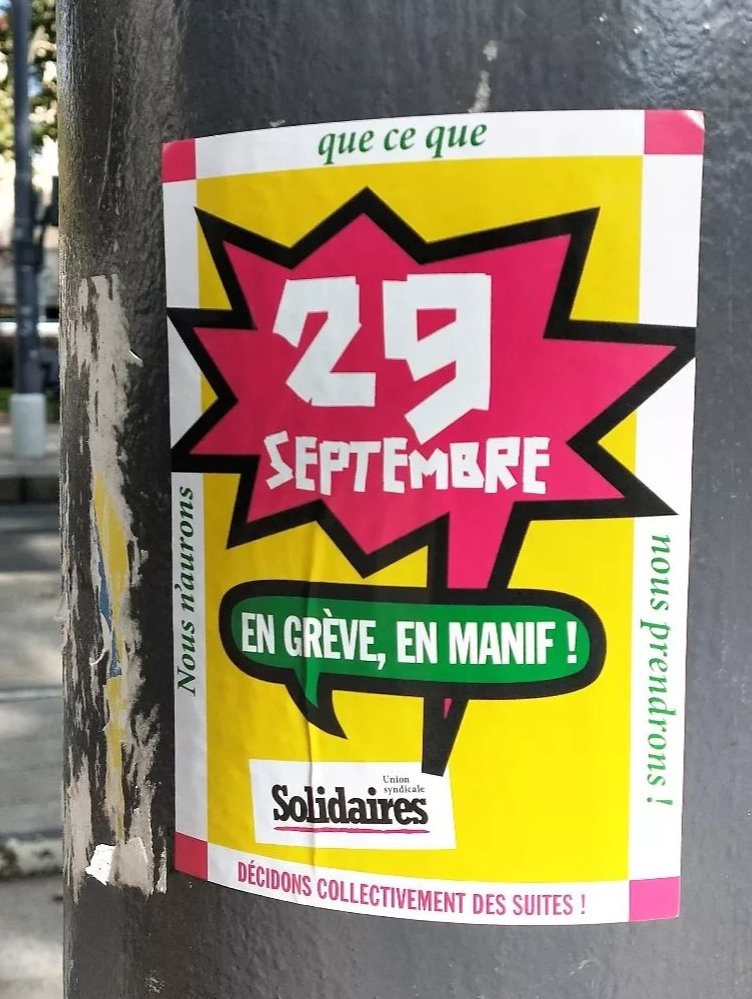 Nous n'aurons
que ce que
nous prendrons !
29
SEPTEMBRE
EN GRÈVE, EN MANIF !
Union
syndicale
Solidaires
DÉCIDONS COLLECTIVEMENT DES SUITES !